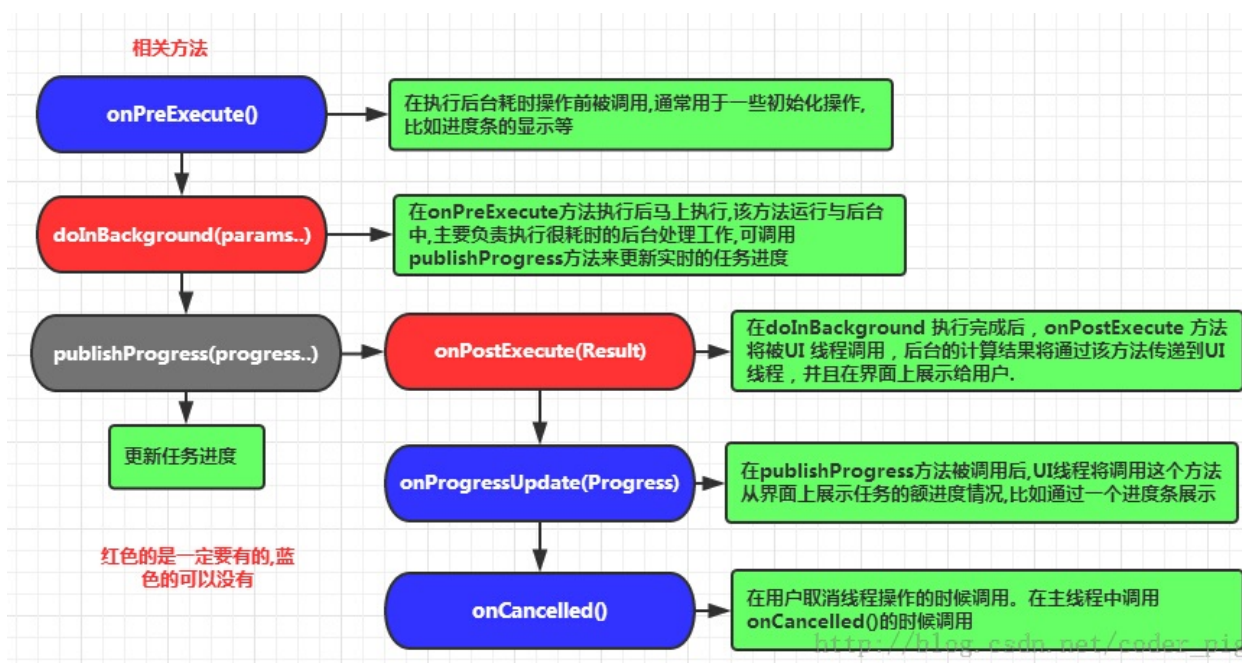 相关方法
onPreExecute()
在执行后台耗时操作前被调用,通常用于一些初始化操作,
比如进度条的显示等
doInBackground(params..)
在onPreExecute方法执行后马上执行,该方法运行与后台
中,主要负责执行很耗时的后台处理工作,可调用
publishProgress方法来更新实时的任务进度
publishProgress(progress..)
onPostExecute(Result)
在doInBackground 执行完成后，onPostExecute 方法
将被UI 线程调用，后台的计算结果将通过该方法传递到UI
线程，并且在界面上展示给用户.
更新任务进度
onProgressUpdate(Progress)
在publishProgress方法被调用后,UI线程将调用这个方法
从界面上展示任务的额进度情况,比如通过一个进度条展示
红色的是一定要有的,蓝
色的可以没有
onCancelled()
在用户取消线程操作的时候调用。在主线程中调用
onCancelled()的时候调用
http://blog.csdn.net/coder_pig